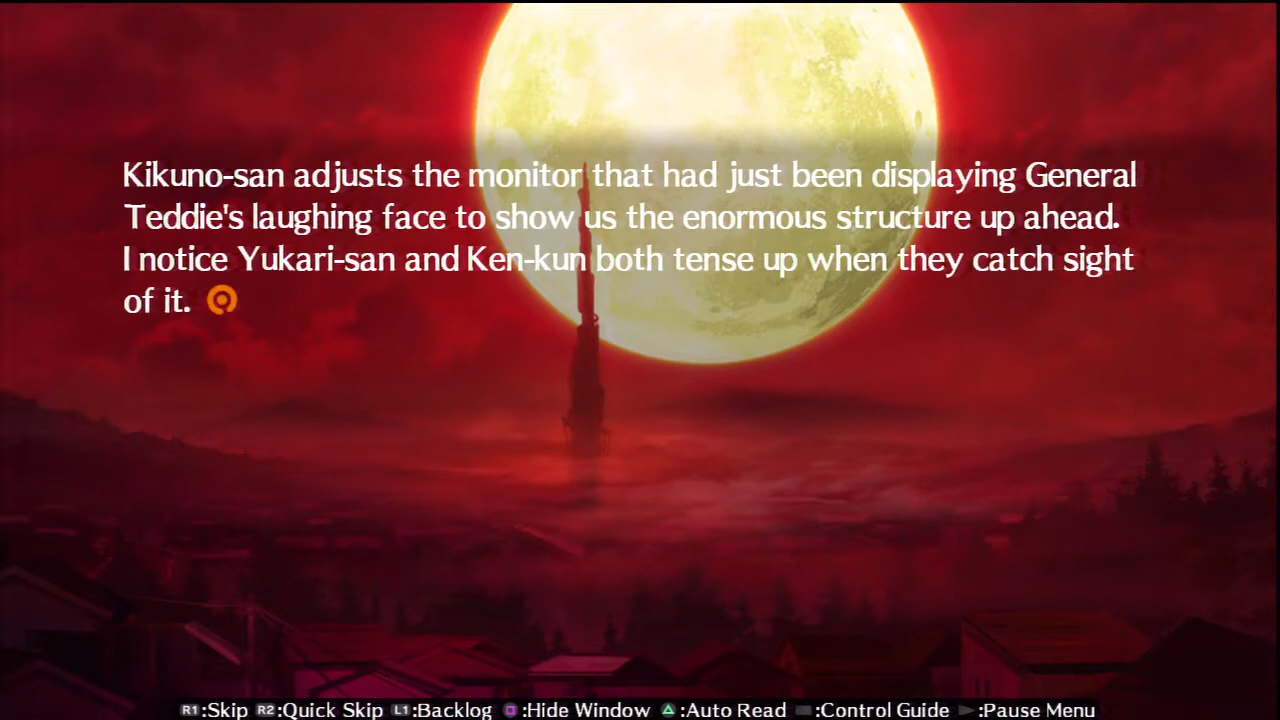 Kikuno-san adjusts the monitor that had just been displaying General
Teddie's laughing face to show us the enormous structure up ahead.
I notice Yukari-san and Ken-kun both tense up when they catch sight
of it.
R1:Skip R2:Quick Skip L1:Backlog :Hide Window :Auto Read :Control Guide :Pause Menu